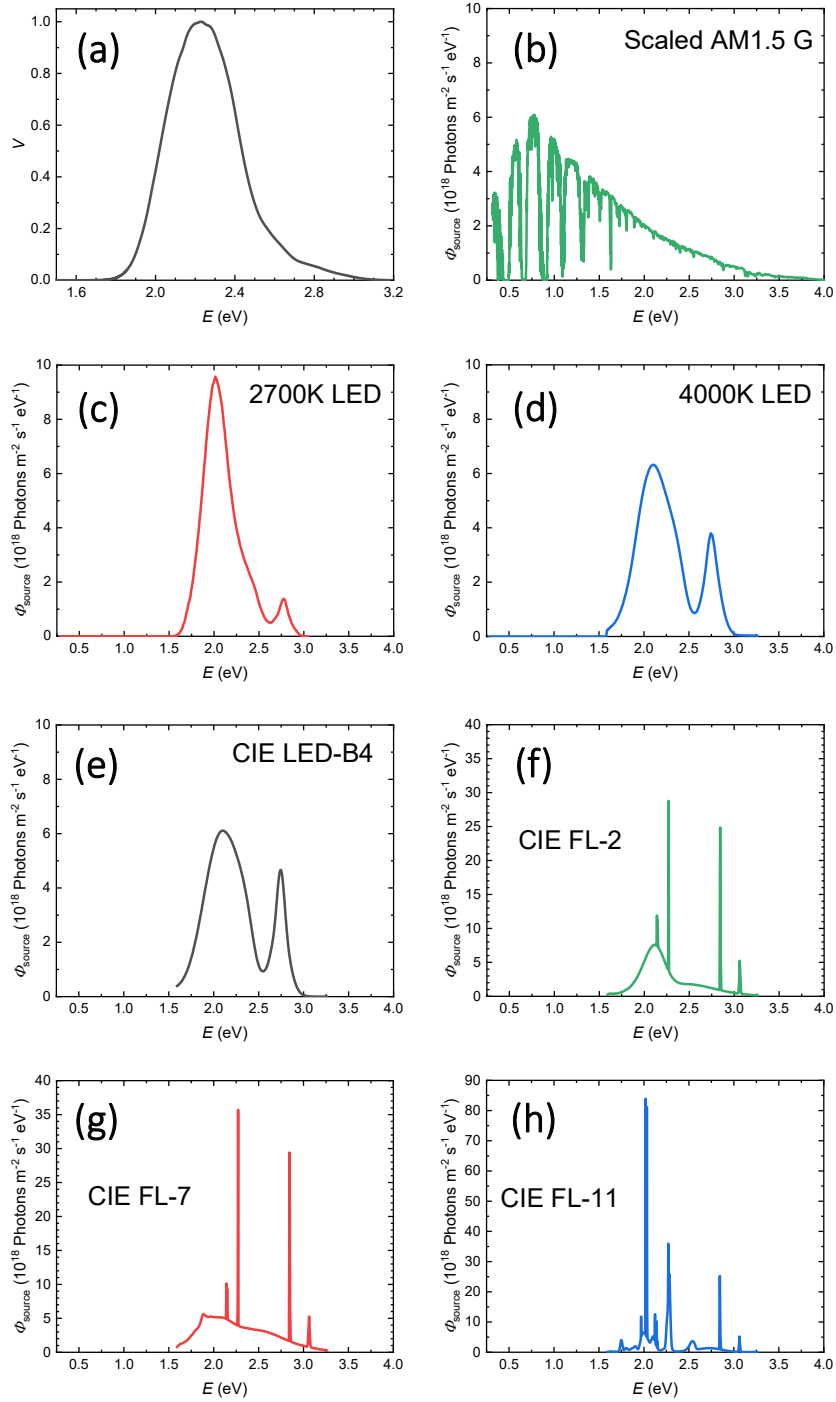 (a)
V
1.0
0.8
0.6
0.4
0.2
0.0
1.6 2.0 2.4 2.8 3.2
E (eV)
(b)
Scaled AM1.5 G
Φsource (10¹⁸ Photons m⁻² s⁻¹ eV⁻¹)
10
8
6
4
2
0
0.5 1.0 1.5 2.0 2.5 3.0 3.5 4.0
E (eV)
(c)
2700K LED
Φsource (10¹⁸ Photons m⁻² s⁻¹ eV⁻¹)
10
8
6
4
2
0
0.5 1.0 1.5 2.0 2.5 3.0 3.5 4.0
E (eV)
(d)
4000K LED
Φsource (10¹⁸ Photons m⁻² s⁻¹ eV⁻¹)
10
8
6
4
2
0
0.5 1.0 1.5 2.0 2.5 3.0 3.5 4.0
E (eV)
(e)
CIE LED-B4
Φsource (10¹⁸ Photons m⁻² s⁻¹ eV⁻¹)
10
8
6
4
2
0
0.5 1.0 1.5 2.0 2.5 3.0 3.5 4.0
E (eV)
(f)
CIE FL-2
Φsource (10¹⁸ Photons m⁻² s⁻¹ eV⁻¹)
40
35
30
25
20
15
10
5
0
0.5 1.0 1.5 2.0 2.5 3.0 3.5 4.0
E (eV)
(g)
CIE FL-7
Φsource (10¹⁸ Photons m⁻² s⁻¹ eV⁻¹)
40
35
30
25
20
15
10
5
0
0.5 1.0 1.5 2.0 2.5 3.0 3.5 4.0
E (eV)
(h)
CIE FL-11
Φsource (10¹⁸ Photons m⁻² s⁻¹ eV⁻¹)
90
80
70
60
50
40
30
20
10
0
0.5 1.0 1.5 2.0 2.5 3.0 3.5 4.0
E (eV)